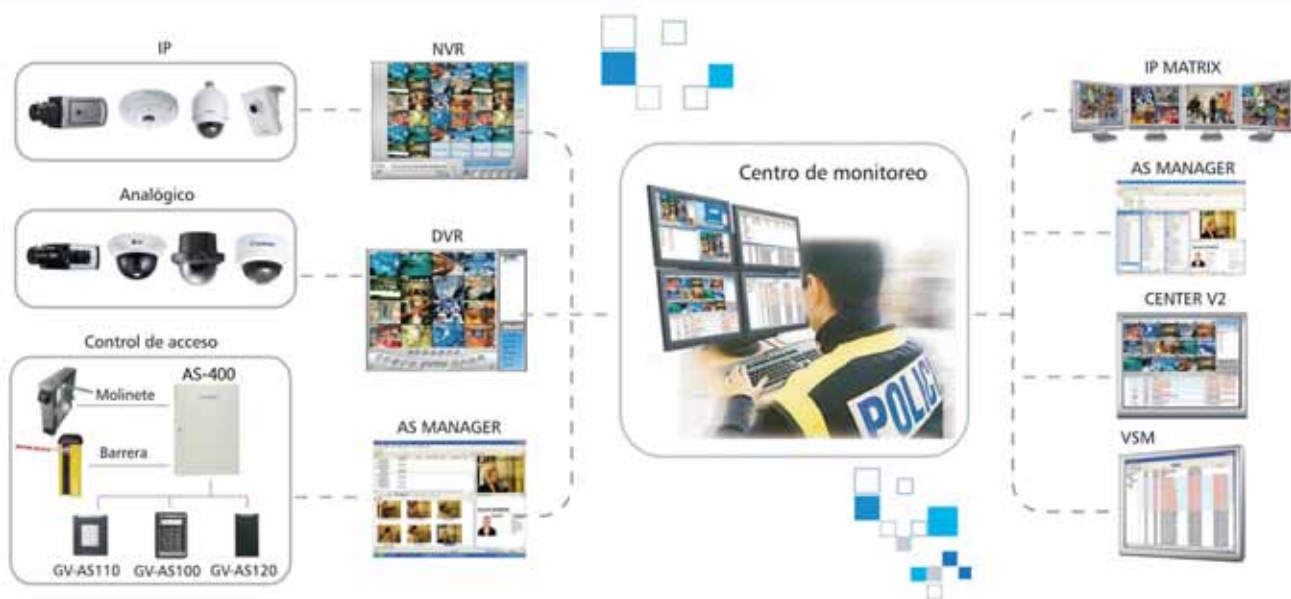 IP
NVR
Analógico
DVR
Control de acceso
AS-400
Molinete
Barrera
GV-AS110
GV-AS100
GV-AS120
AS MANAGER
Centro de monitoreo
POLIC
IP MATRIX
AS MANAGER
CENTER V2
VSM